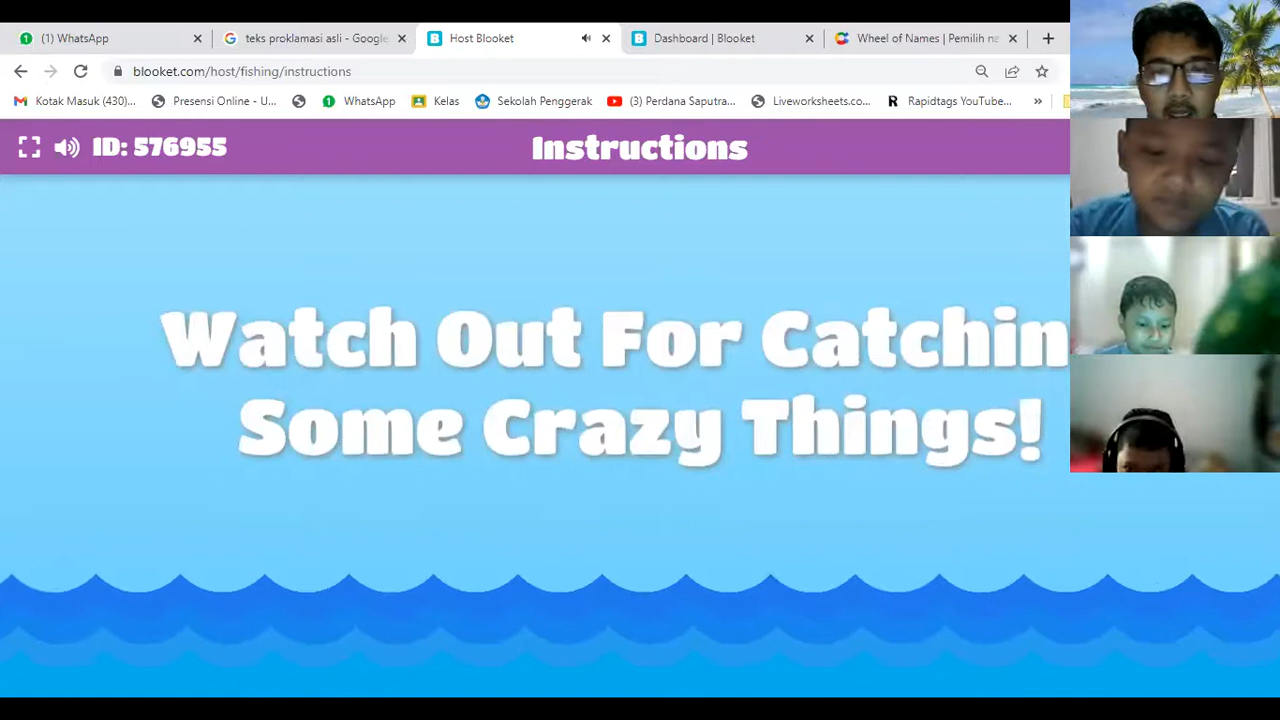 (1) WhatsApp
teks proklamasi asli - Google
Host Blooket
Dashboard | Blooket
Wheel of Names | Pemilih na
blooket.com/host/fishing/instructions
Kotak Masuk (430)...
Presensi Online - U...
WhatsApp
Kelas
Sekolah Penggerak
(3) Perdana Saputra...
Liveworksheets.co...
Rapidtags YouTube...
ID: 576955
Instructions
Watch Out For Catchin
Some Crazy Things!